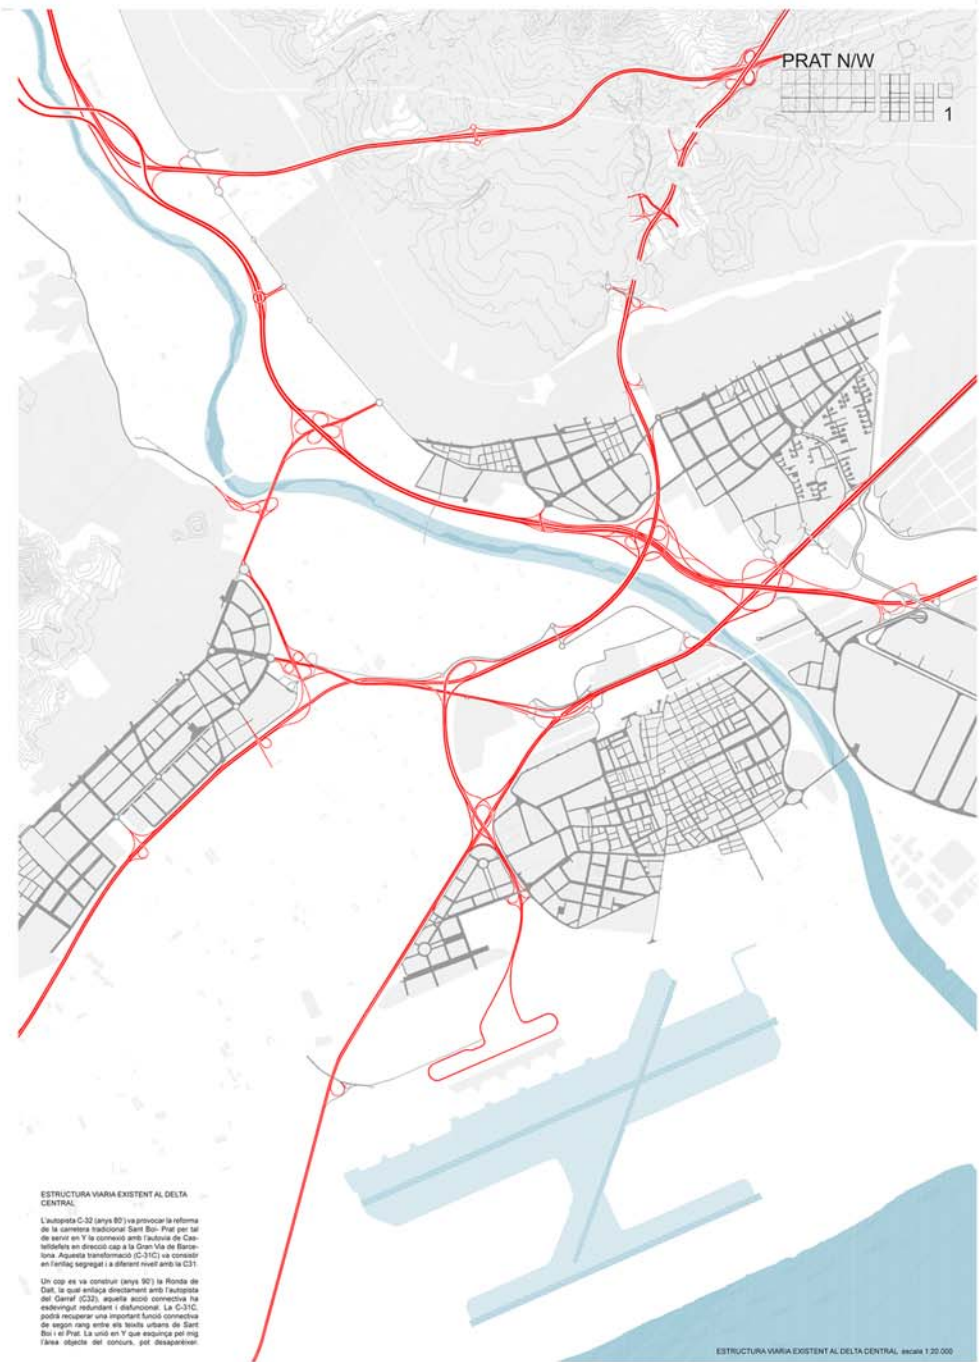 PRAT N/W
1
ESTRUCTURA VIARIA EXISTENT AL DELTA
CENTRAL
L'autopista C-32 (anys 80') va provocar la reforma
de la carretera tradicional Sant Boi- Prat per tal
de servir en Y la connexió amb l'autovia de Cas-
telldefels en direcció cap a la Gran Via de Barce-
lona. Aquesta transformació (C-31C) va consistir
en l'enllaç segregat i a diferent nivell amb la C31.
Un cop es va construir (anys 90') la Ronda de
Dalt, la qual enllaça directament amb l'autopista
del Garraf (C32), aquella acció connectiva ha
esdevingut redundant i disfuncional. La C-31C,
podrà recuperar una important funció connectiva
de segon rang entre els teixits urbans de Sant
Boi i el Prat. La unió en Y que esquinça pel mig
l'àrea objecte del concurs, pot desaparèixer.
ESTRUCTURA VIARIA EXISTENT AL DELTA CENTRAL escala 1:20.000